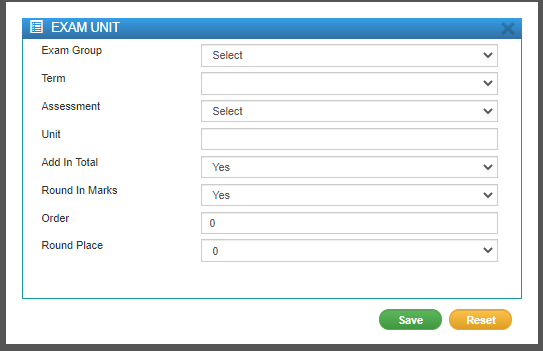 EXAM UNIT
Exam Group Select
Term
Assessment Select
Unit
Add In Total Yes
Round In Marks Yes
Order 0
Round Place 0
Save Reset